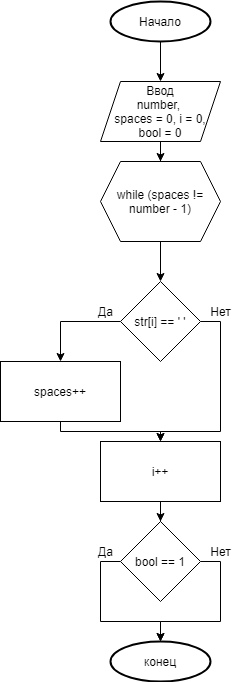 Начало
Ввод
number,
spaces = 0, i = 0,
bool = 0
while (spaces !=
number - 1)
Да
Нет
str[i] == ' '
spaces++
i++
Да
Нет
bool == 1
конец